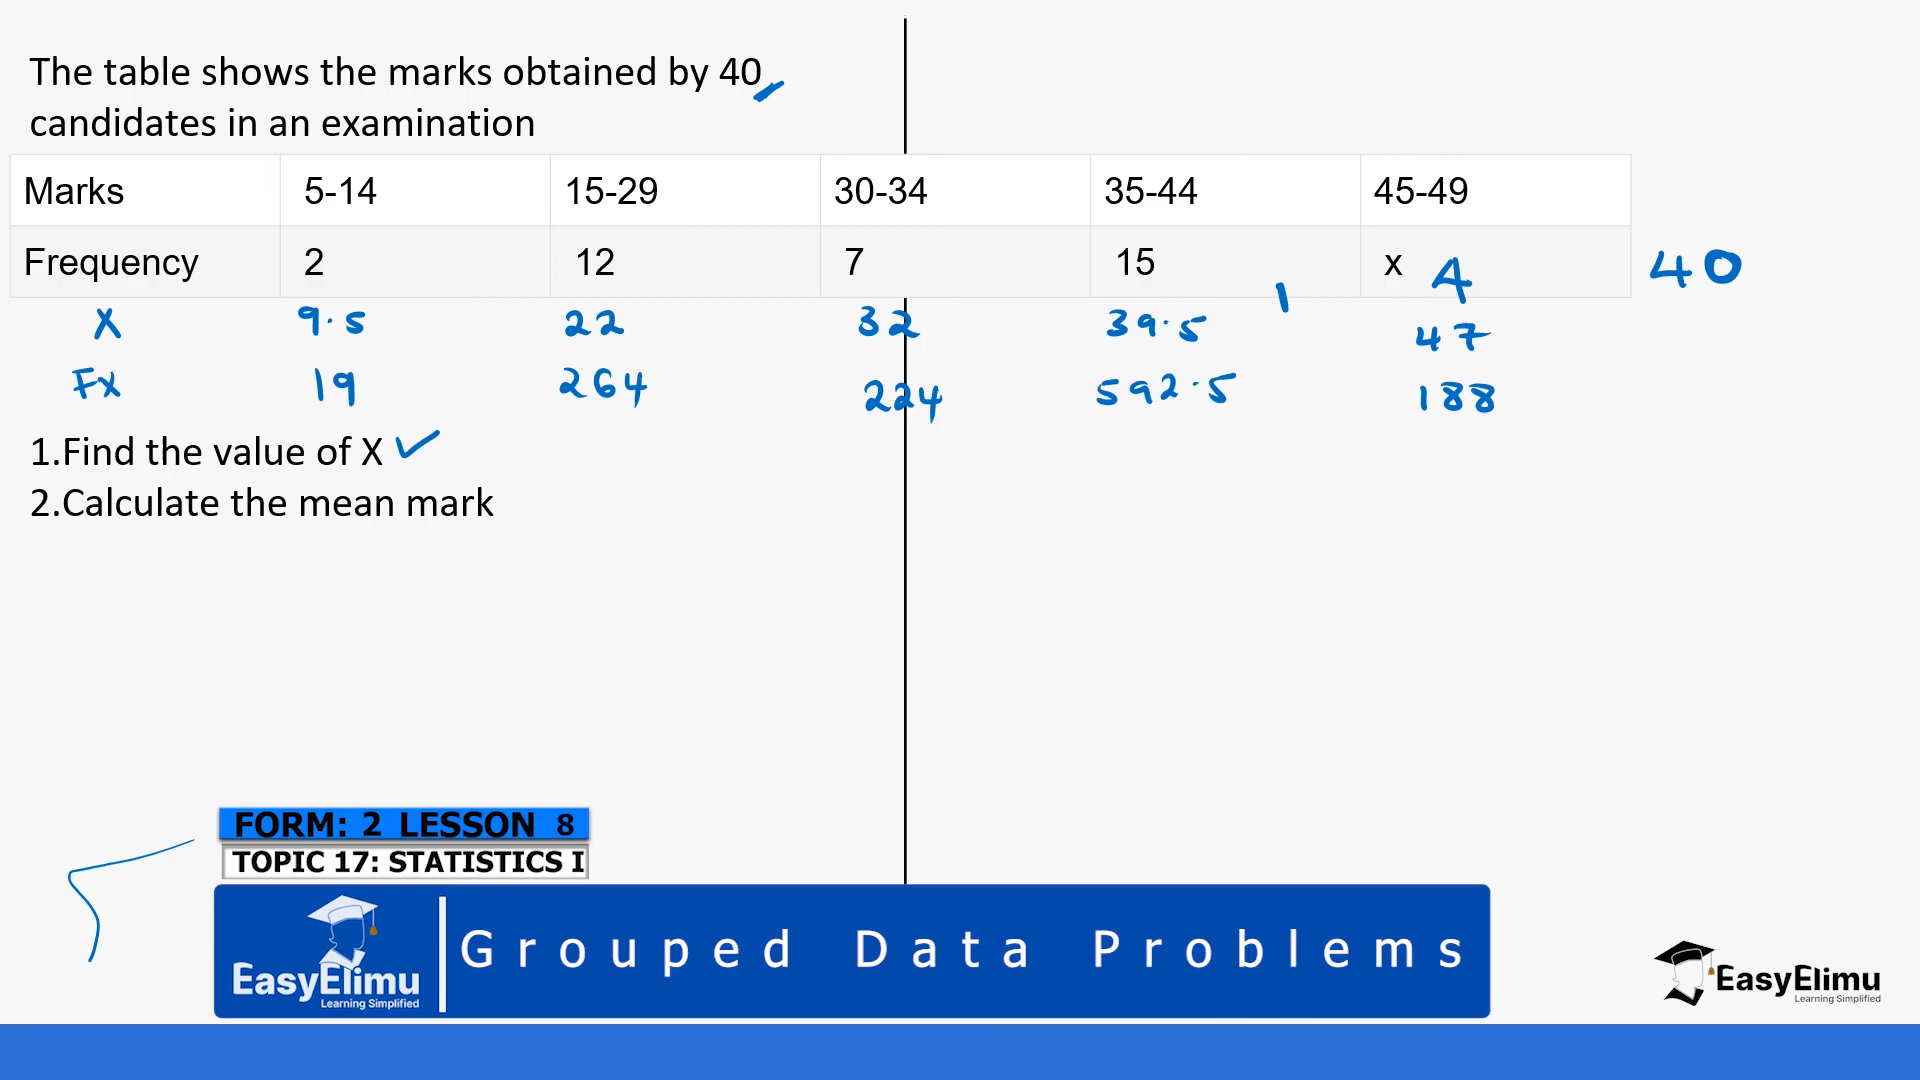 The table shows the marks obtained by 40
candidates in an examination
Marks 5-14 15-29 30-34 35-44 45-49
Frequency 2 12 7 15 x 4 40
X 9.5 22 32 39.5 47
Fx 19 264 224 592.5 188
1.Find the value of X
2.Calculate the mean mark
FORM: 2 LESSON 8
TOPIC 17: STATISTICS I
EasyElimu
Learning Simplified
Grouped Data Problems
EasyElimu
Learning Simplified